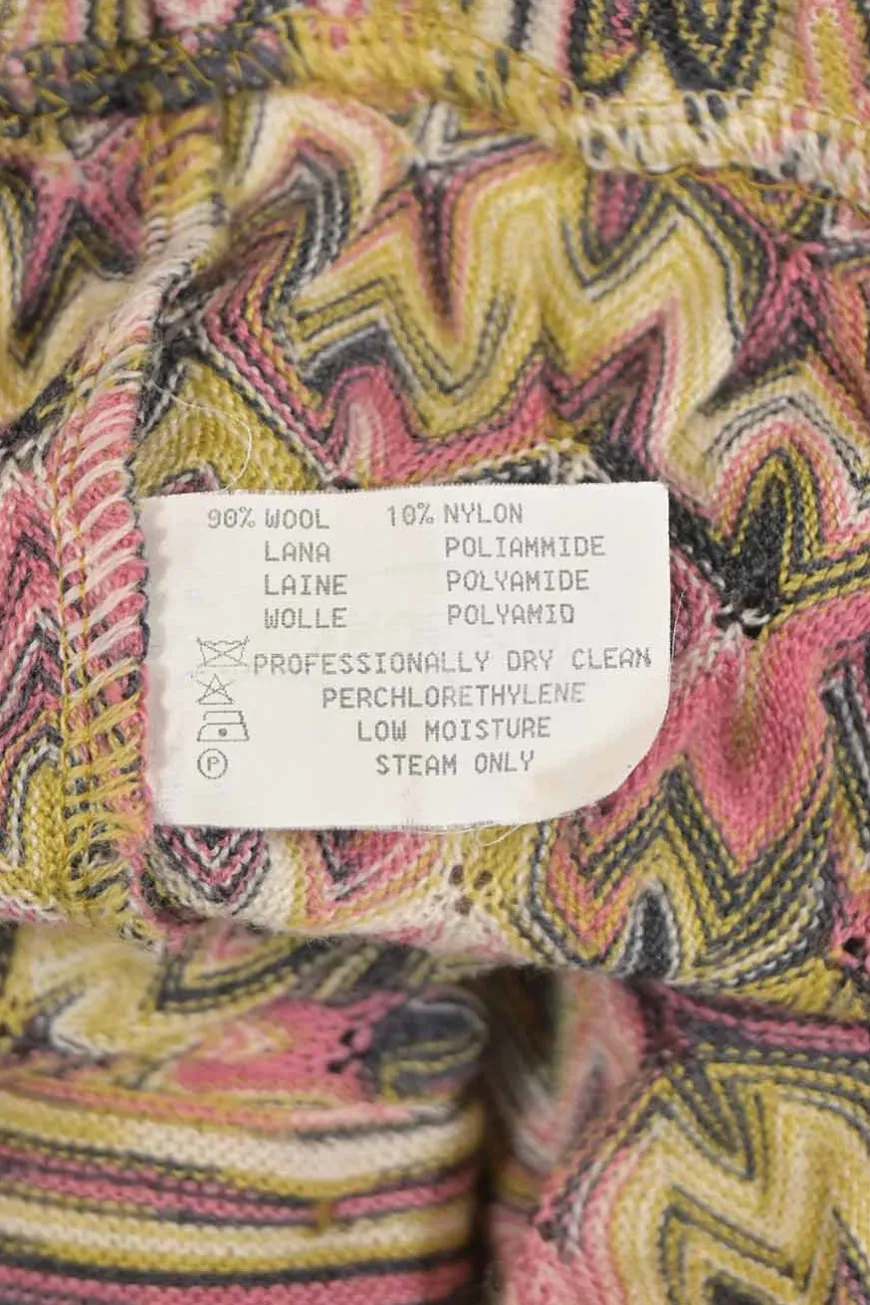 90% WOOL 10% NYLON
LANA POLIAMMIDE
LAINE POLYAMIDE
WOLLE POLYAMID
PROFESSIONALLY DRY CLEAN
PERCHLORETHYLENE
LOW MOISTURE
STEAM ONLY
P